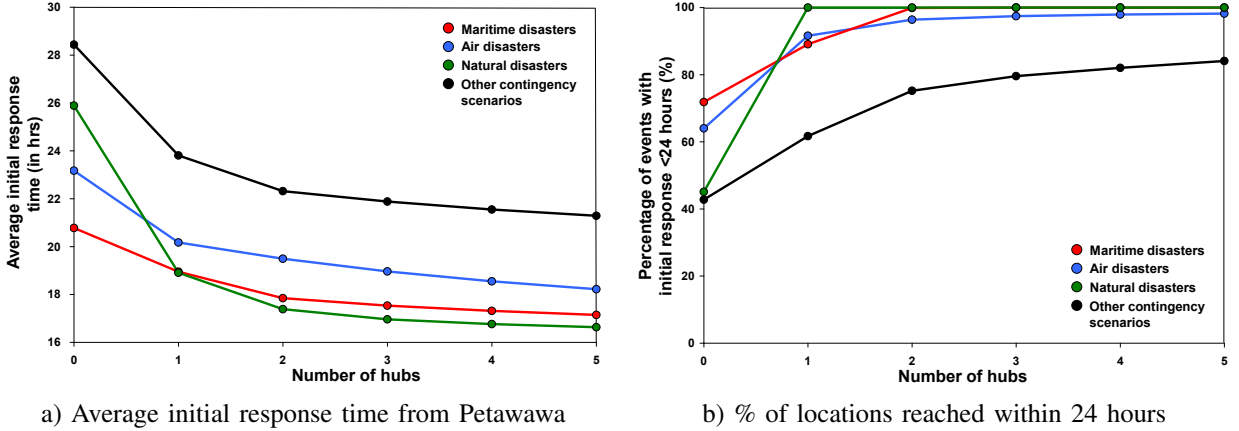 Average initial response
time (in hrs)
30
28
26
24
22
20
18
16
0
1
2
3
4
5
Number of hubs
Maritime disasters
Air disasters
Natural disasters
Other contingency
scenarios
a) Average initial response time from Petawawa
Percentage of events with
initial response <24 hours (%)
100
80
60
40
20
0
0
1
2
3
4
5
Number of hubs
Maritime disasters
Air disasters
Natural disasters
Other contingency
scenarios
b) % of locations reached within 24 hours